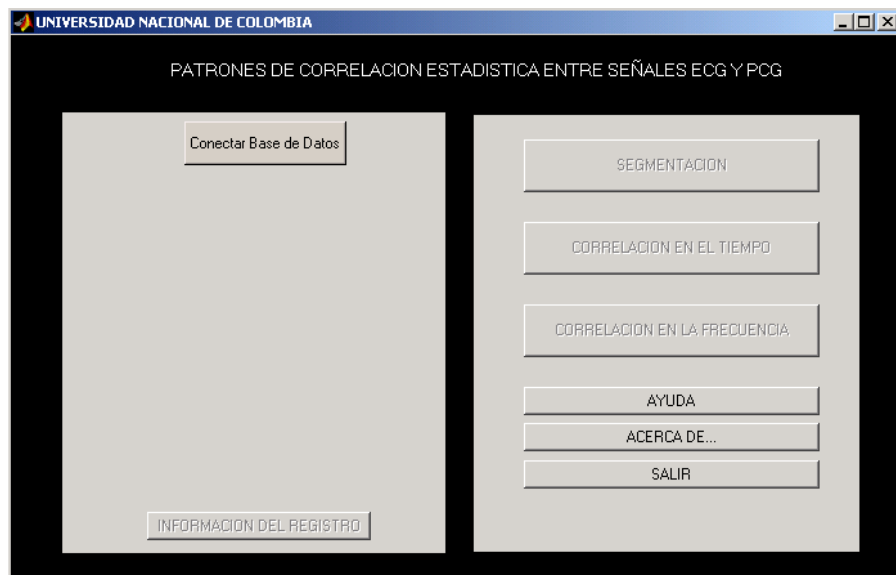 UNIVERSIDAD NACIONAL DE COLOMBIA
PATRONES DE CORRELACION ESTADISTICA ENTRE SEÑALES ECG Y PCG
Conectar Base de Datos
INFORMACION DEL REGISTRO
SEGMENTACION
CORRELACION EN EL TIEMPO
CORRELACION EN LA FRECUENCIA
AYUDA
ACERCA DE...
SALIR